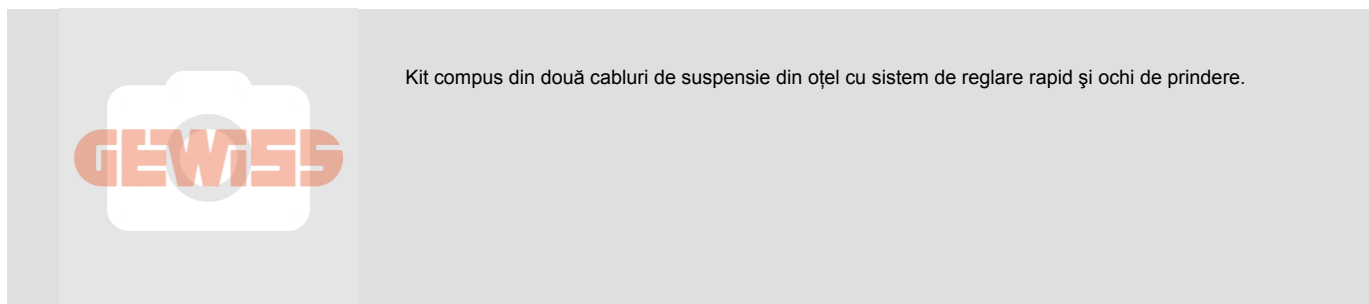 Kit compus din două cabluri de suspensie din oțel cu sistem de reglare rapid şi ochi de prindere.
GEWISS